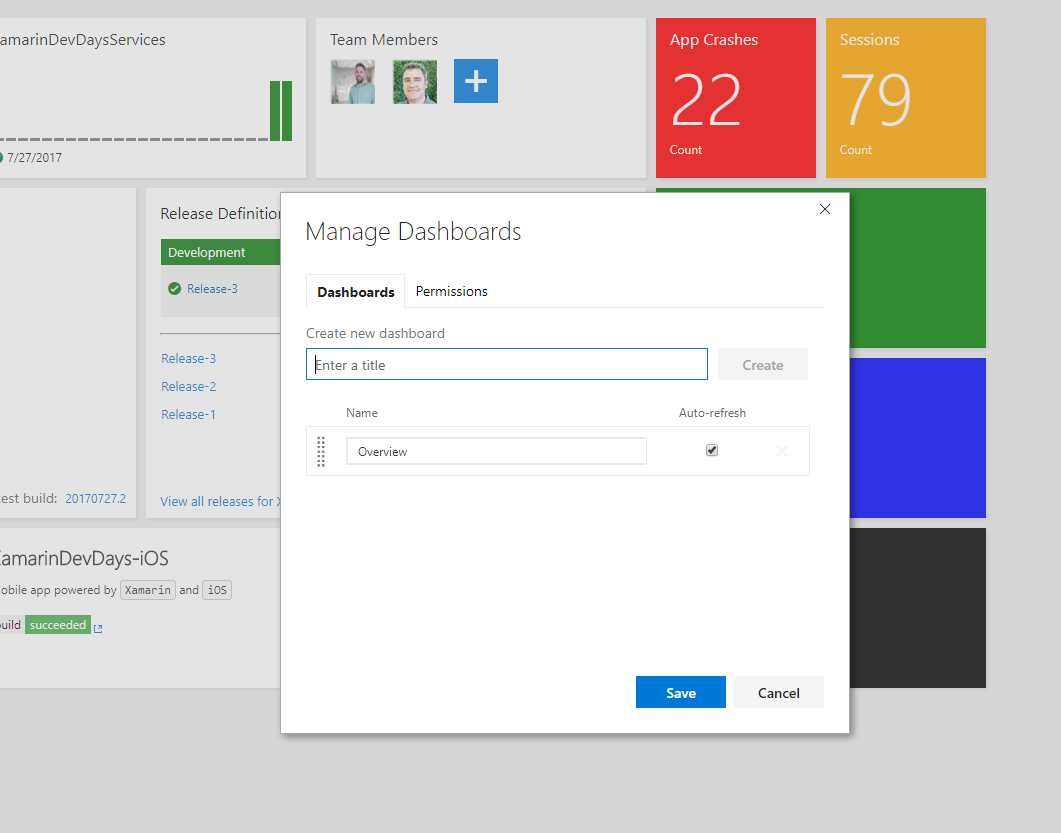 amarinDevDaysServices
7/27/2017
Team Members
App Crashes
22
Count
Sessions
79
Count
Release Definition
Development
Release-3
Release-3
Release-2
Release-1
est build: 20170727.2
View all releases for X
XamarinDevDays-iOS
obile app powered by Xamarin and iOS
uild succeeded
Manage Dashboards
Dashboards
Permissions
Create new dashboard
Enter a title
Create
Name
Auto-refresh
Overview
Save
Cancel